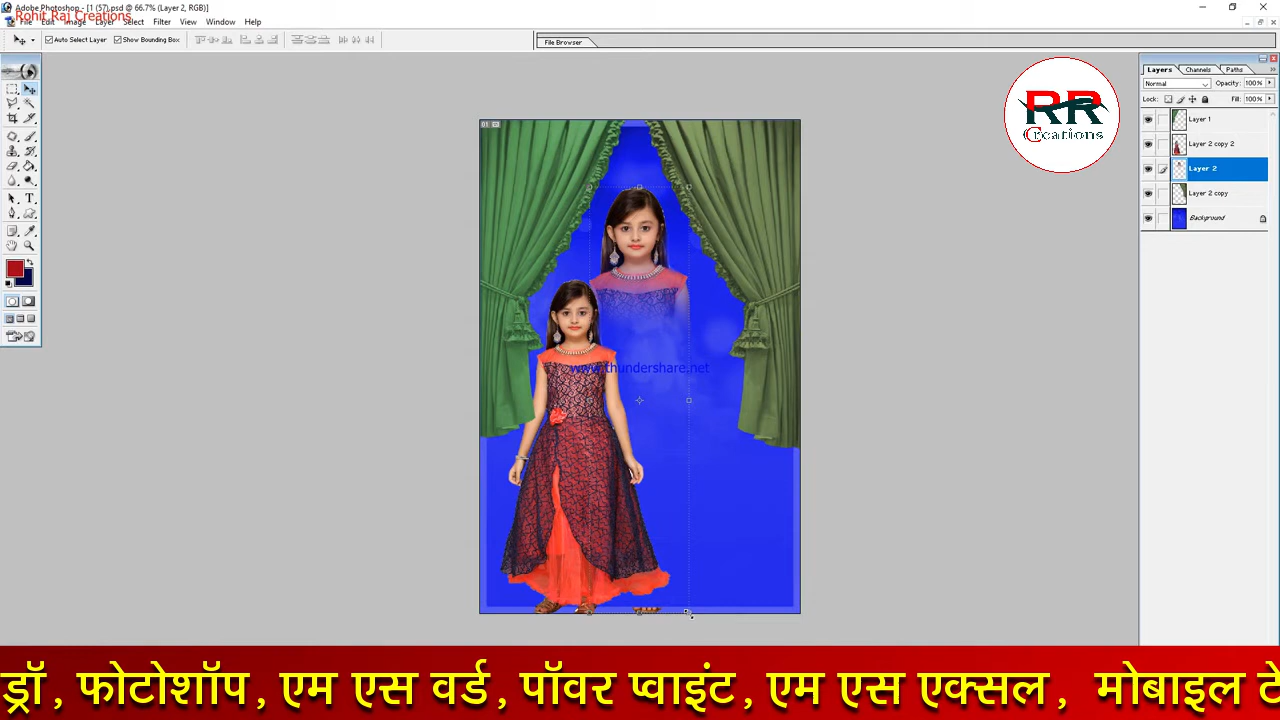 Adobe Photoshop - [1 (57).psd @ 66.7% (Layer 2, RGB)]
Rohit Raj Creations
File Edit Image Layer Select Filter View Window Help
Auto Select Layer Show Bounding Box
File Browser
Layers Channels Paths
Normal Opacity: 100%
Lock: Fill: 100%
Layer 1
Layer 2 copy 2
Layer 2
Layer 2 copy
Background
RR
Creations
01
www.thundershare.net
ड्रॉ , फोटोशॉप , एम एस वर्ड , पॉवर प्वाइंट , एम एस एक्सल , मोबाइल टे